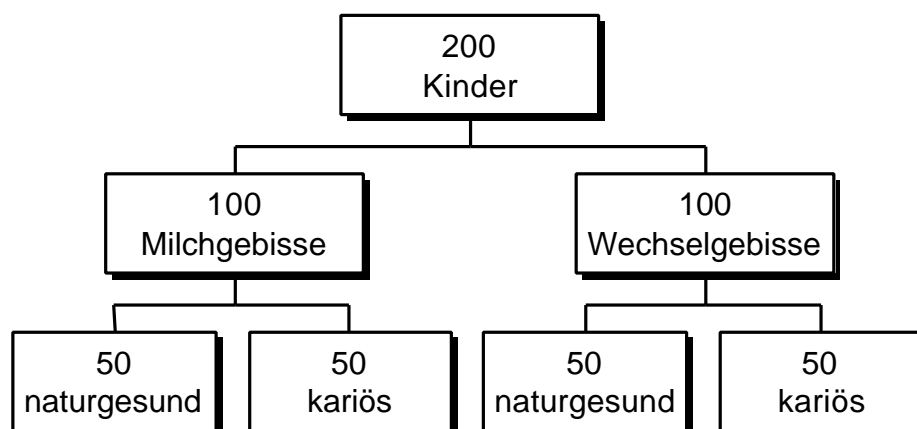 200
Kinder
100
Milchgebisse
100
Wechselgebisse
50
naturgesund
50
kariös
50
naturgesund
50
kariös